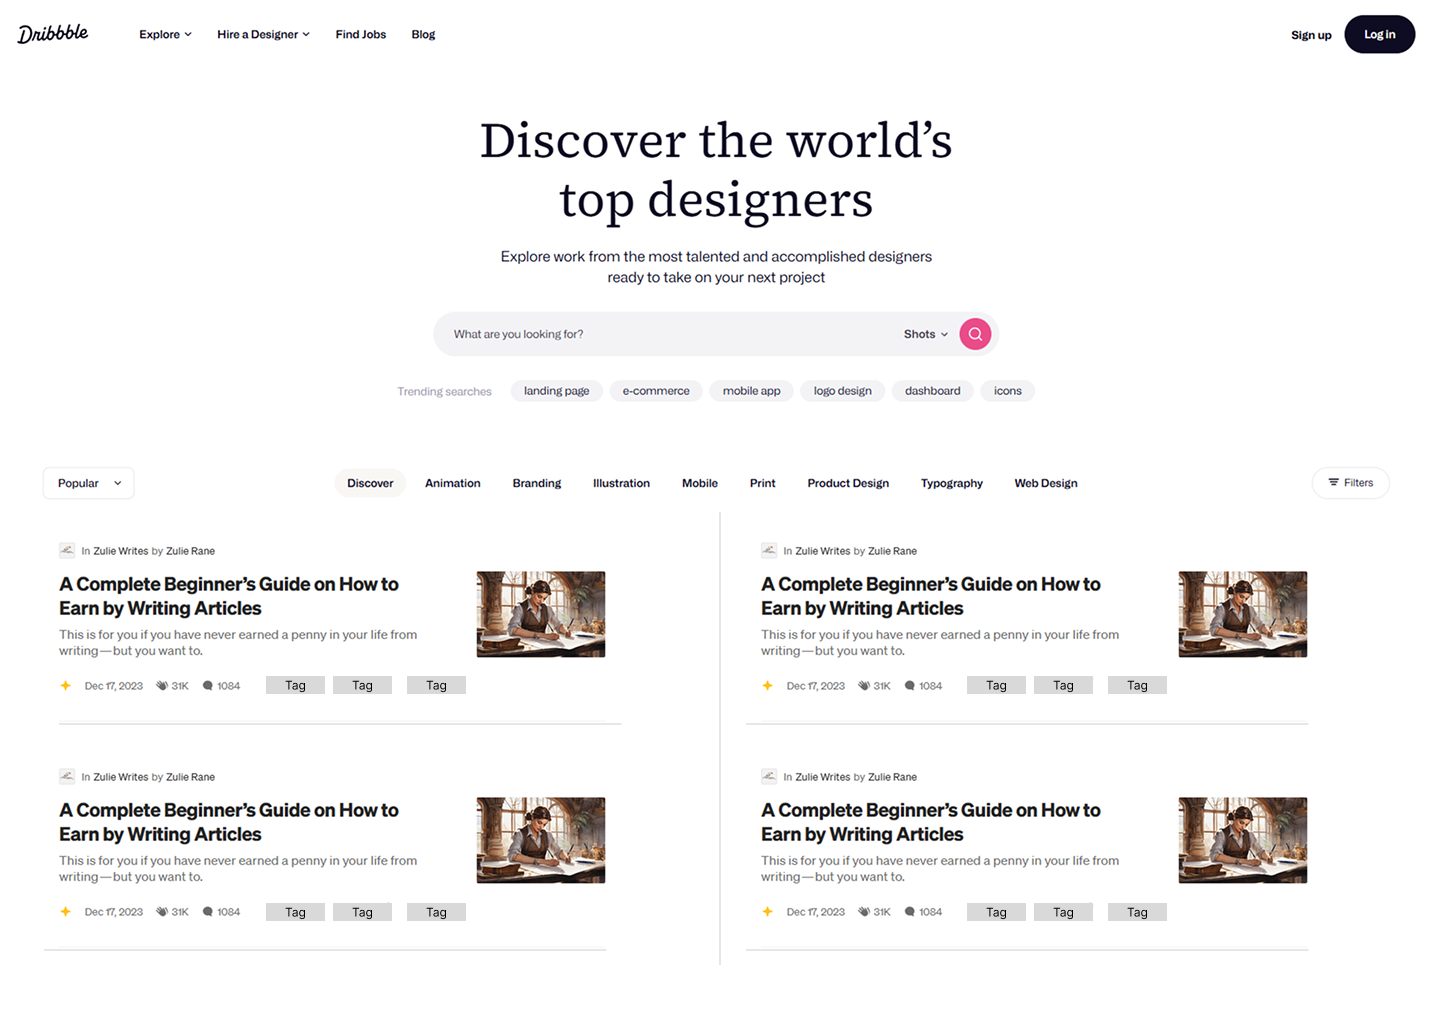 Dribbble
Explore
Hire a Designer
Find Jobs
Blog
Sign up
Log in
Discover the world’s
top designers
Explore work from the most talented and accomplished designers
ready to take on your next project
What are you looking for?
Shots
Trending searches
landing page
e-commerce
mobile app
logo design
dashboard
icons
Popular
Discover
Animation
Branding
Illustration
Mobile
Print
Product Design
Typography
Web Design
Filters
In Zulie Writes by Zulie Rane
A Complete Beginner’s Guide on How to
Earn by Writing Articles
This is for you if you have never earned a penny in your life from
writing—but you want to.
Dec 17, 2023
31K
1084
Tag
Tag
Tag
In Zulie Writes by Zulie Rane
A Complete Beginner’s Guide on How to
Earn by Writing Articles
This is for you if you have never earned a penny in your life from
writing—but you want to.
Dec 17, 2023
31K
1084
Tag
Tag
Tag
In Zulie Writes by Zulie Rane
A Complete Beginner’s Guide on How to
Earn by Writing Articles
This is for you if you have never earned a penny in your life from
writing—but you want to.
Dec 17, 2023
31K
1084
Tag
Tag
Tag
In Zulie Writes by Zulie Rane
A Complete Beginner’s Guide on How to
Earn by Writing Articles
This is for you if you have never earned a penny in your life from
writing—but you want to.
Dec 17, 2023
31K
1084
Tag
Tag
Tag